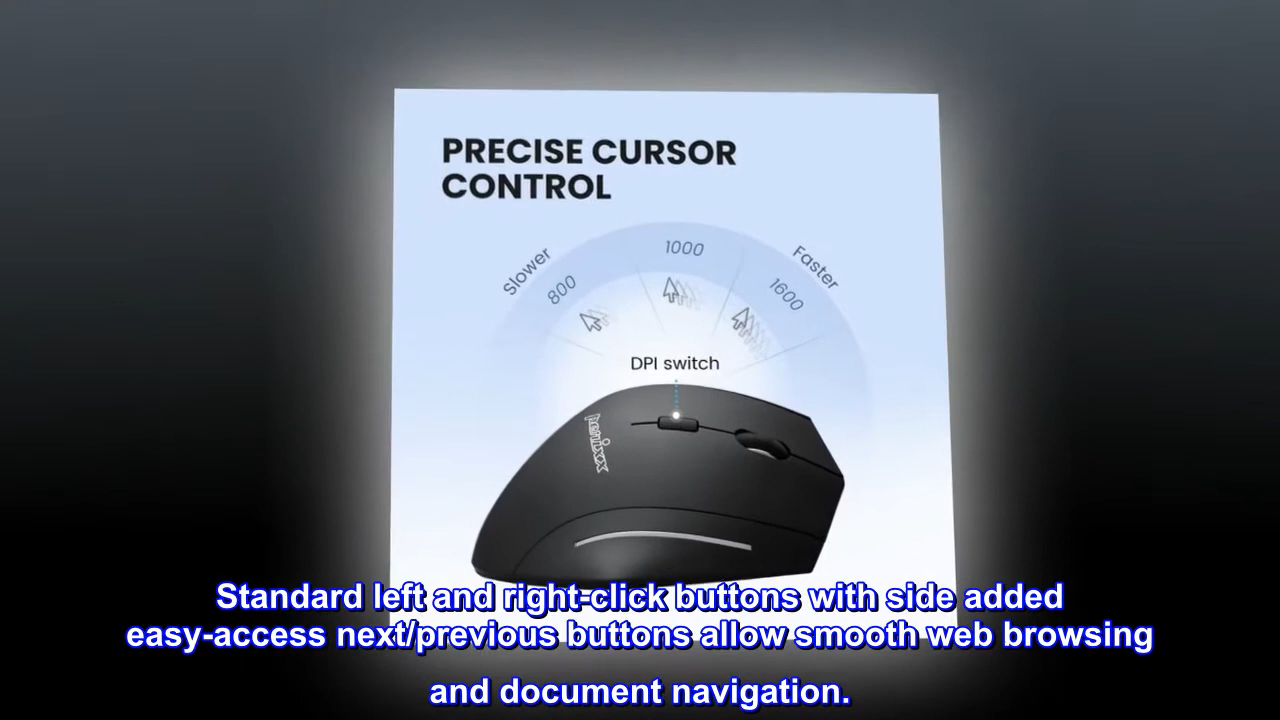 PRECISE CURSOR
CONTROL
Slower
800
1000
Faster
1600
DPI switch
perixx
Standard left and right-click buttons with side added
easy-access next/previous buttons allow smooth web browsing
and document navigation.